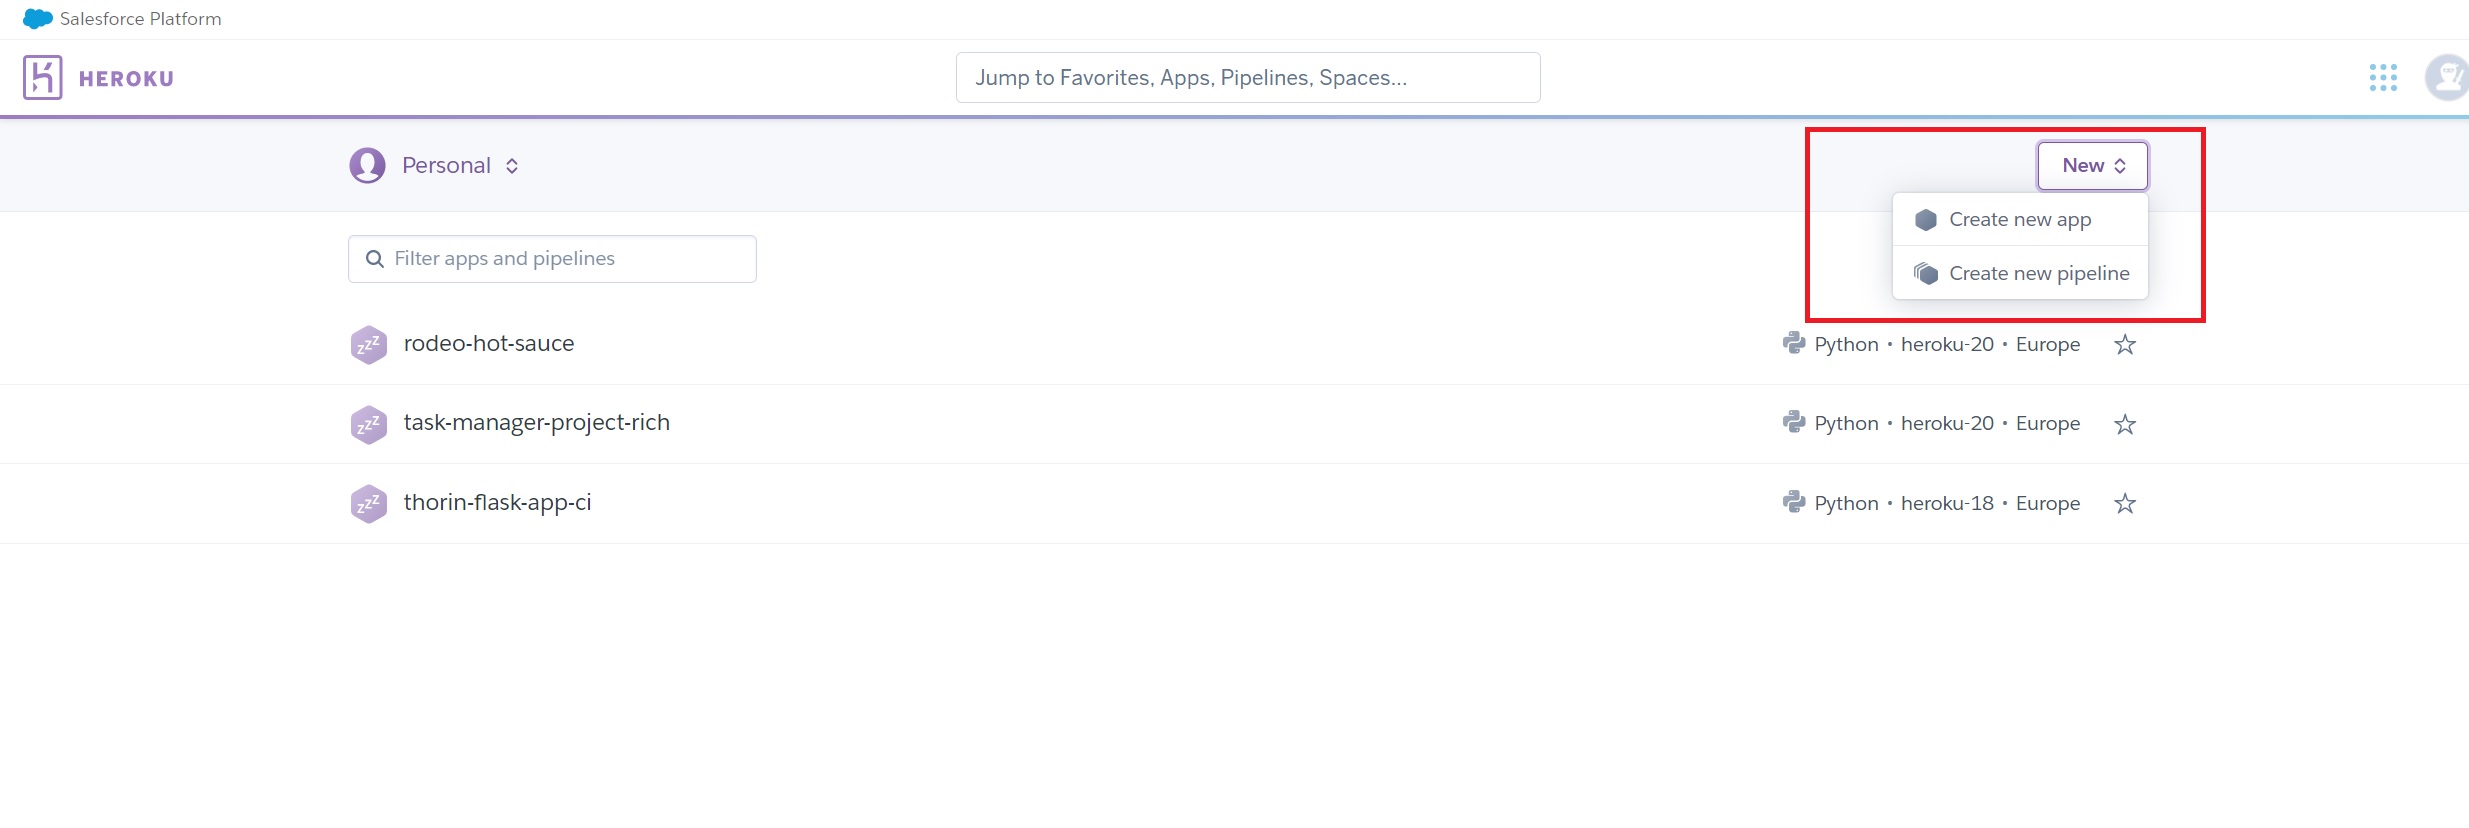 Salesforce Platform
HEROKU
Jump to Favorites, Apps, Pipelines, Spaces...
Personal
New
Create new app
Create new pipeline
Filter apps and pipelines
zzz rodeo-hot-sauce Python • heroku-20 • Europe
zzz task-manager-project-rich Python • heroku-20 • Europe
zzz thorin-flask-app-ci Python • heroku-18 • Europe